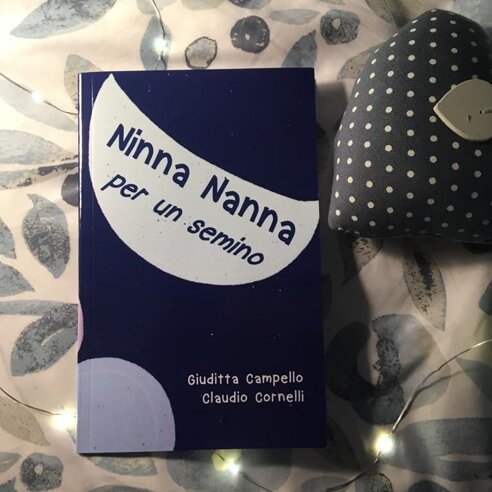 Ninna Nanna
per un semino
Giuditta Campello
Claudio Cornelli